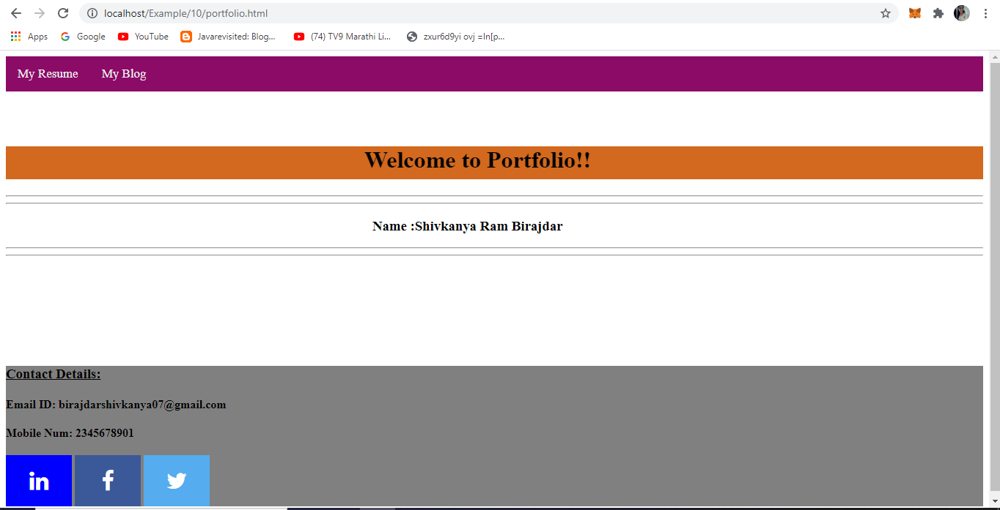 localhost/Example/10/portfolio.html
Apps Google YouTube Javarevisited: Blog... (74) TV9 Marathi Li... zxur6d9yi ovj =ln[p...
My Resume My Blog
Welcome to Portfolio!!
Name :Shivkanya Ram Birajdar
Contact Details:
Email ID: birajdarshivkanya07@gmail.com
Mobile Num: 2345678901
in f